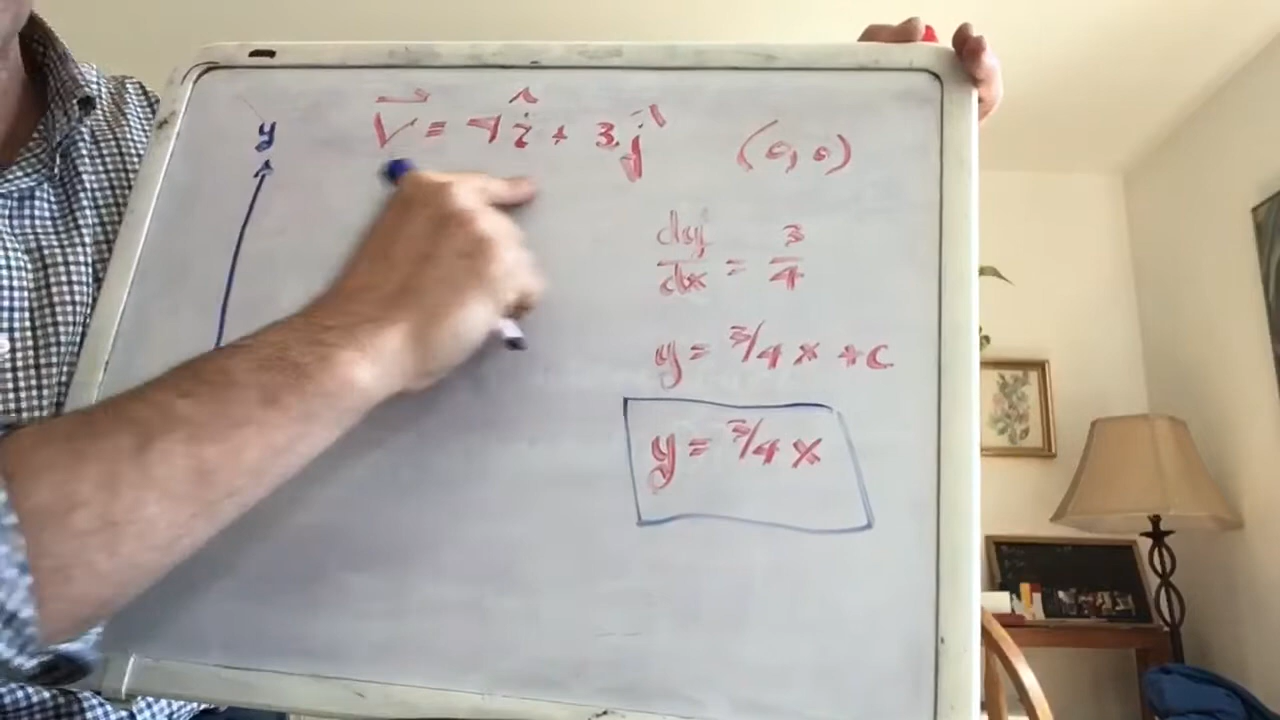 y
V⃗ = 4î + 3ĵ (0,0)
dy/dx = 3/4
y = 3/4 x + c
y = 3/4 x